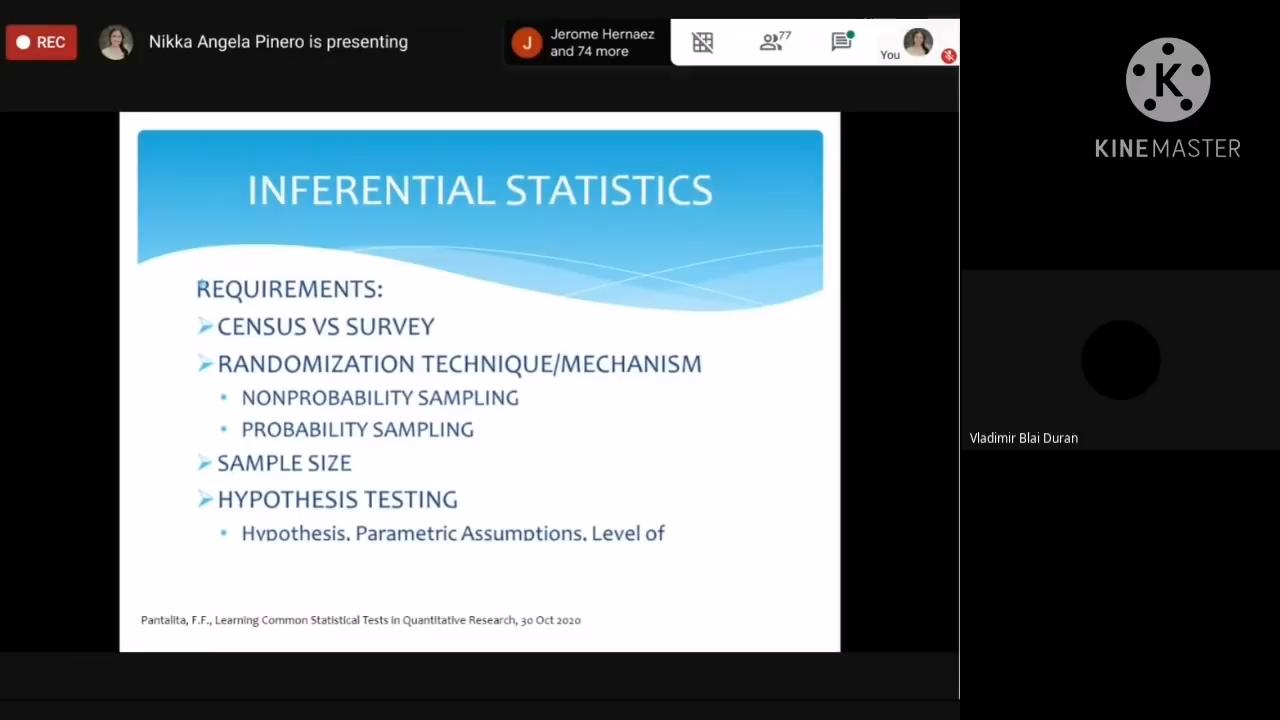 REC
Nikka Angela Pinero is presenting
J
Jerome Hernaez
and 74 more
77
You
K
KINEMASTER
INFERENTIAL STATISTICS
REQUIREMENTS:
CENSUS VS SURVEY
RANDOMIZATION TECHNIQUE/MECHANISM
NONPROBABILITY SAMPLING
PROBABILITY SAMPLING
SAMPLE SIZE
HYPOTHESIS TESTING
Hypothesis, Parametric Assumptions, Level of
Vladimir Blai Duran
Pantalita, F.F., Learning Common Statistical Tests in Quantitative Research, 30 Oct 2020